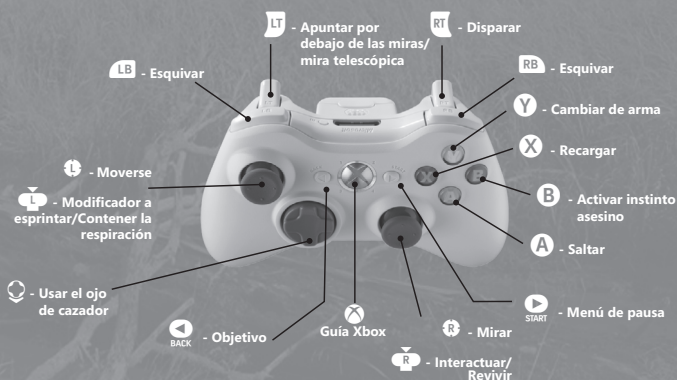 LT - Apuntar por
debajo de las miras/
mira telescópica
RT - Disparar
LB - Esquivar
RB - Esquivar
Y - Cambiar de arma
X - Recargar
B - Activar instinto
asesino
A - Saltar
L - Moverse
L - Modificador a
esprintar/Contener la
respiración
- Usar el ojo
de cazador
BACK - Objetivo
Guía Xbox
START - Menú de pausa
R - Mirar
R - Interactuar/
Revivir
Y
X
B
A